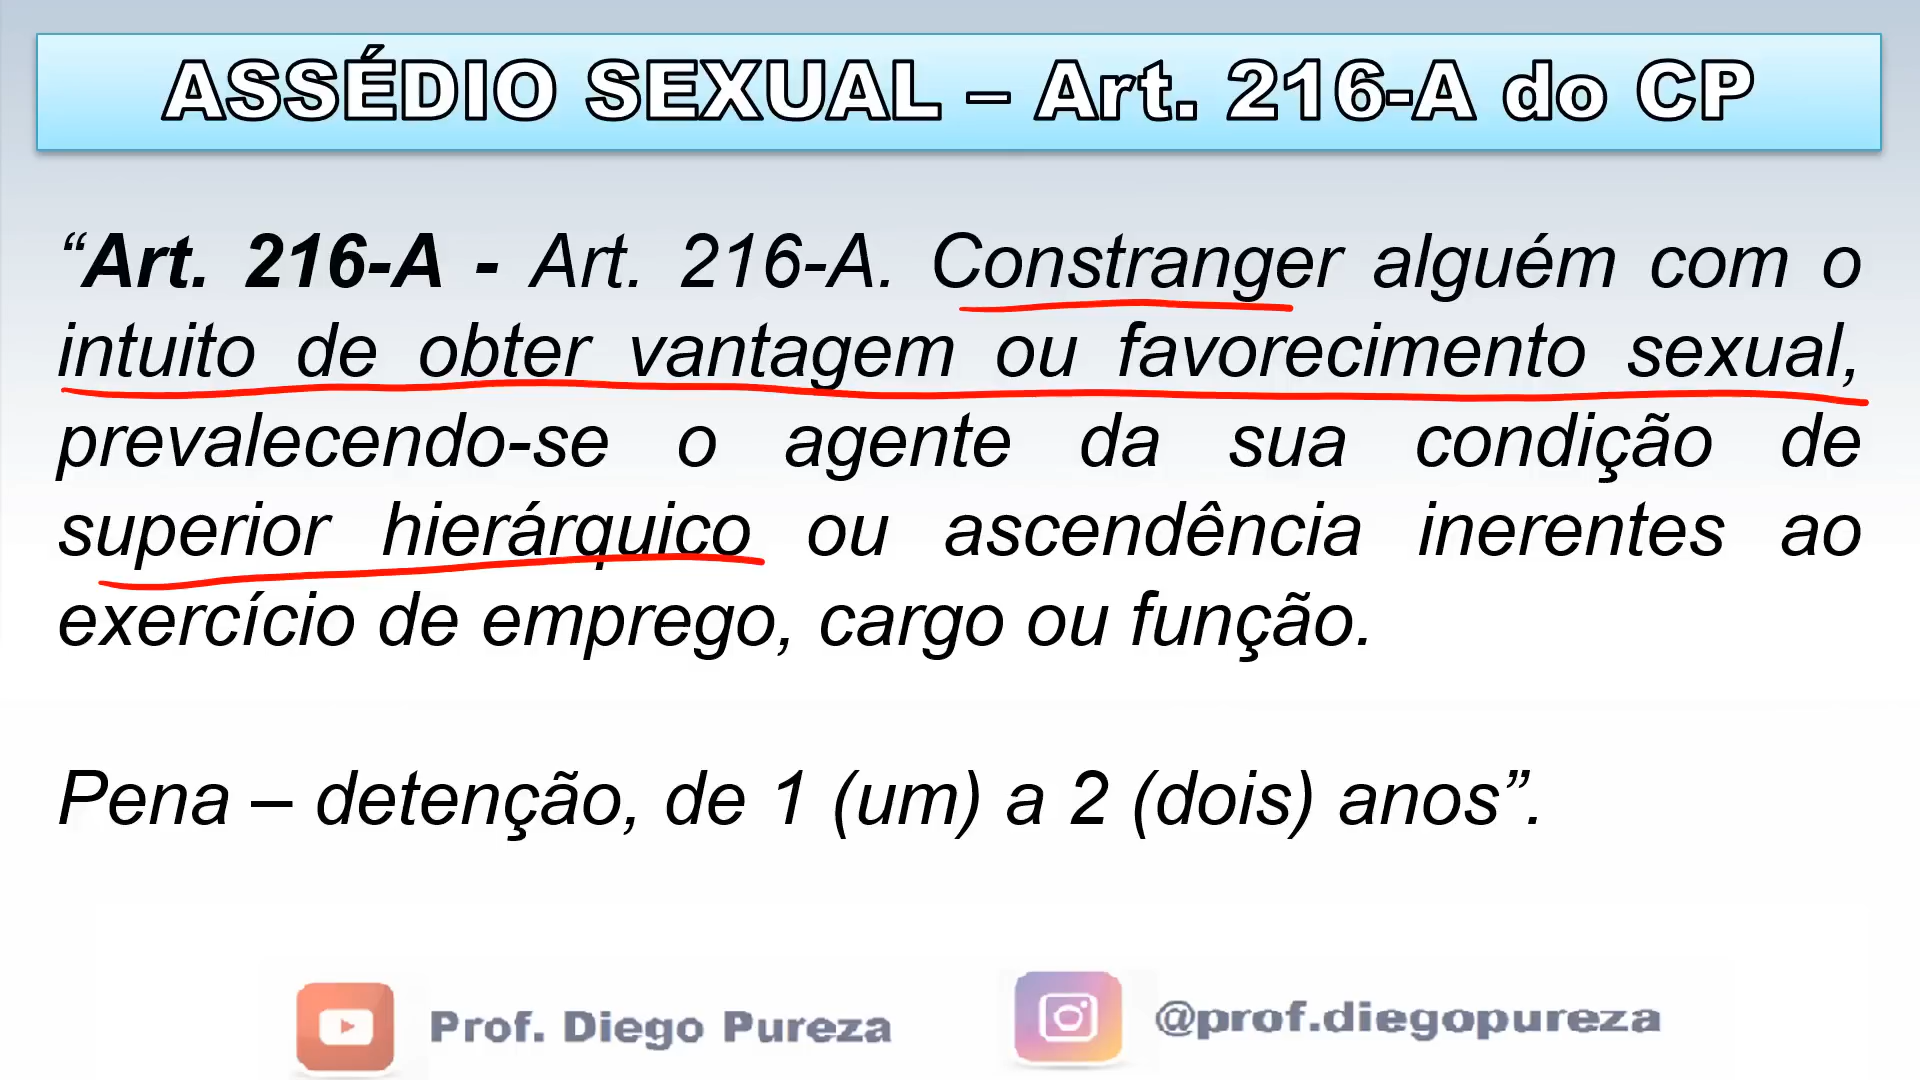 ASSÉDIO SEXUAL – Art. 216-A do CP
“Art. 216-A - Art. 216-A. Constranger alguém com o
intuito de obter vantagem ou favorecimento sexual,
prevalecendo-se o agente da sua condição de
superior hierárquico ou ascendência inerentes ao
exercício de emprego, cargo ou função.
Pena – detenção, de 1 (um) a 2 (dois) anos”.
Prof. Diego Pureza
@prof.diegopureza